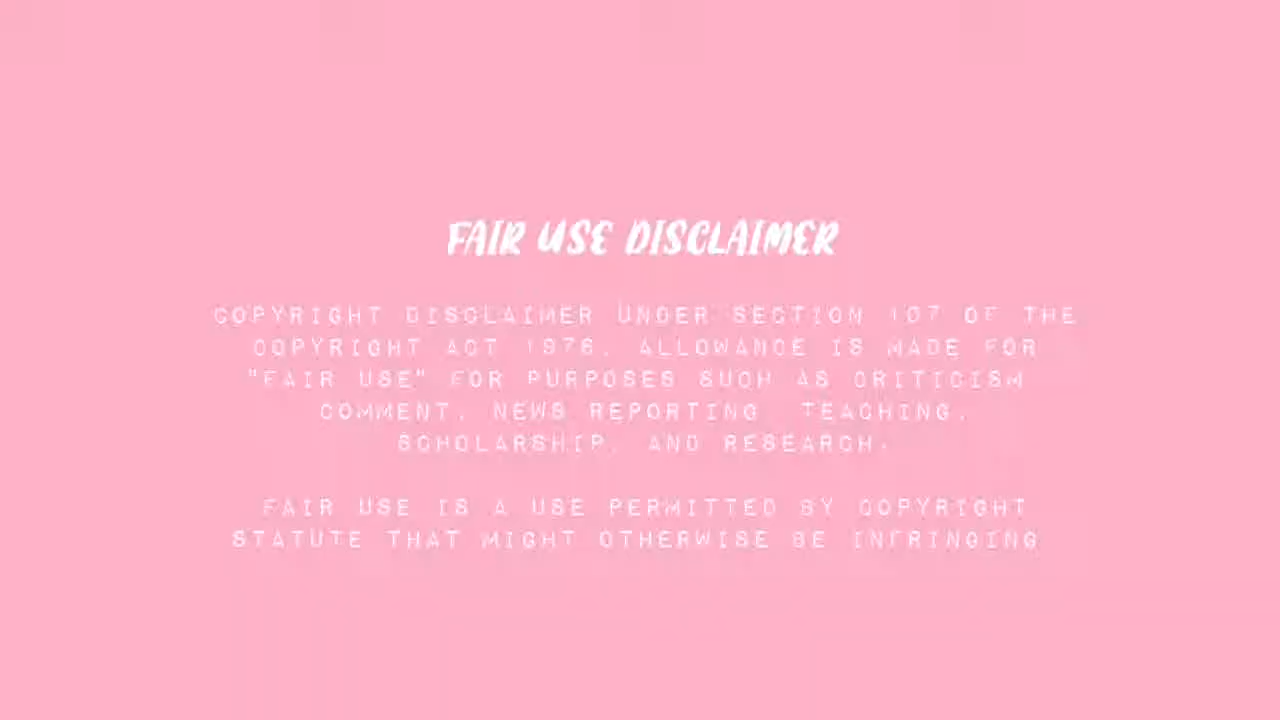 FAIR USE DISCLAIMER
COPYRIGHT DISCLAIMER UNDER SECTION 107 OF THE
COPYRIGHT ACT 1976, ALLOWANCE IS MADE FOR
"FAIR USE" FOR PURPOSES SUCH AS CRITICISM
COMMENT, NEWS REPORTING, TEACHING,
SCHOLARSHIP, AND RESEARCH.
FAIR USE IS A USE PERMITTED BY COPYRIGHT
STATUTE THAT MIGHT OTHERWISE BE INFRINGING